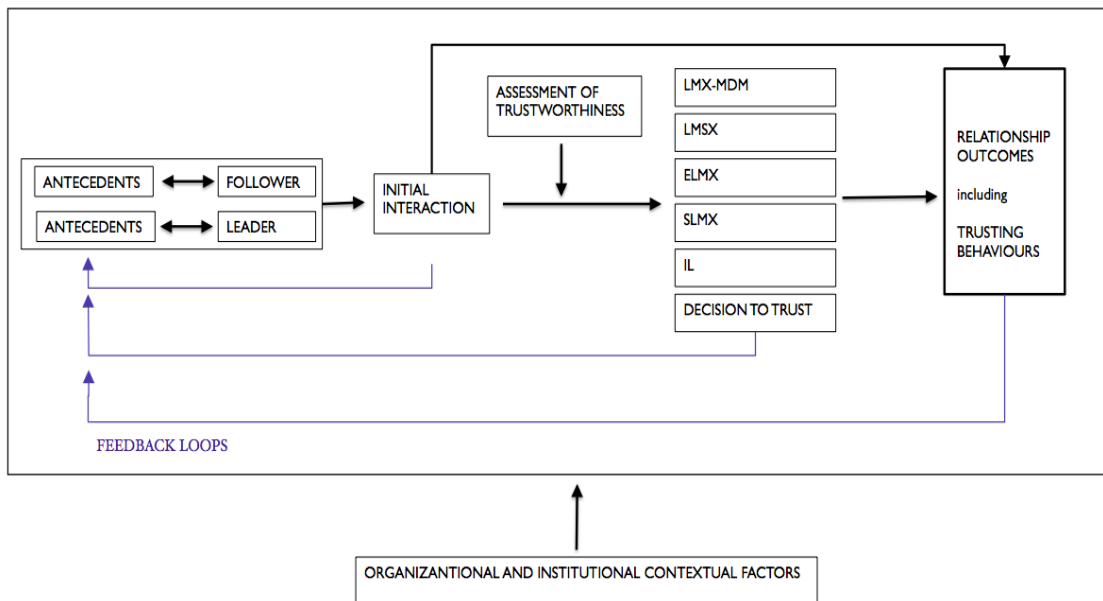 ASSESSMENT OF
TRUSTWORTHINESS
LMX-MDM
LMSX
ELMX
SLMX
IL
DECISION TO TRUST
RELATIONSHIP
OUTCOMES
including
TRUSTING
BEHAVIOURS
ANTECEDENTS
FOLLOWER
ANTECEDENTS
LEADER
INITIAL
INTERACTION
FEEDBACK LOOPS
ORGANIZANTIONAL AND INSTITUTIONAL CONTEXTUAL FACTORS